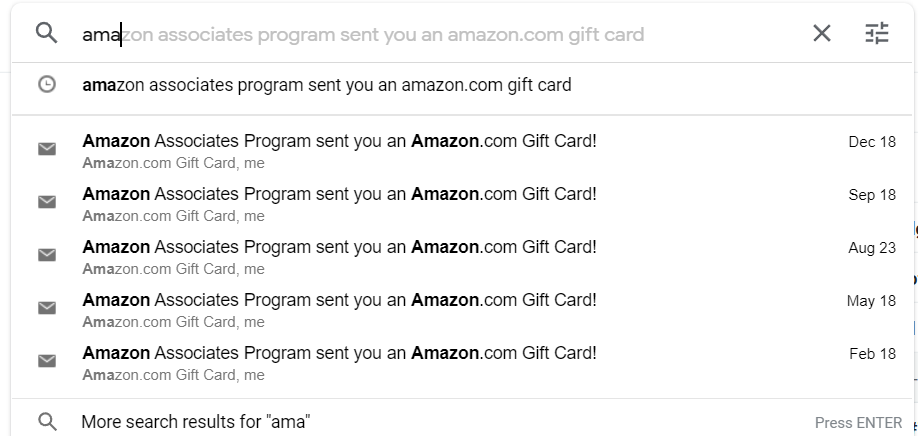 amazon associates program sent you an amazon.com gift card
amazon associates program sent you an amazon.com gift card
Amazon Associates Program sent you an Amazon.com Gift Card! Dec 18
Amazon.com Gift Card, me
Amazon Associates Program sent you an Amazon.com Gift Card! Sep 18
Amazon.com Gift Card, me
Amazon Associates Program sent you an Amazon.com Gift Card! Aug 23
Amazon.com Gift Card, me
Amazon Associates Program sent you an Amazon.com Gift Card! May 18
Amazon.com Gift Card, me
Amazon Associates Program sent you an Amazon.com Gift Card! Feb 18
Amazon.com Gift Card, me
More search results for "ama" Press ENTER